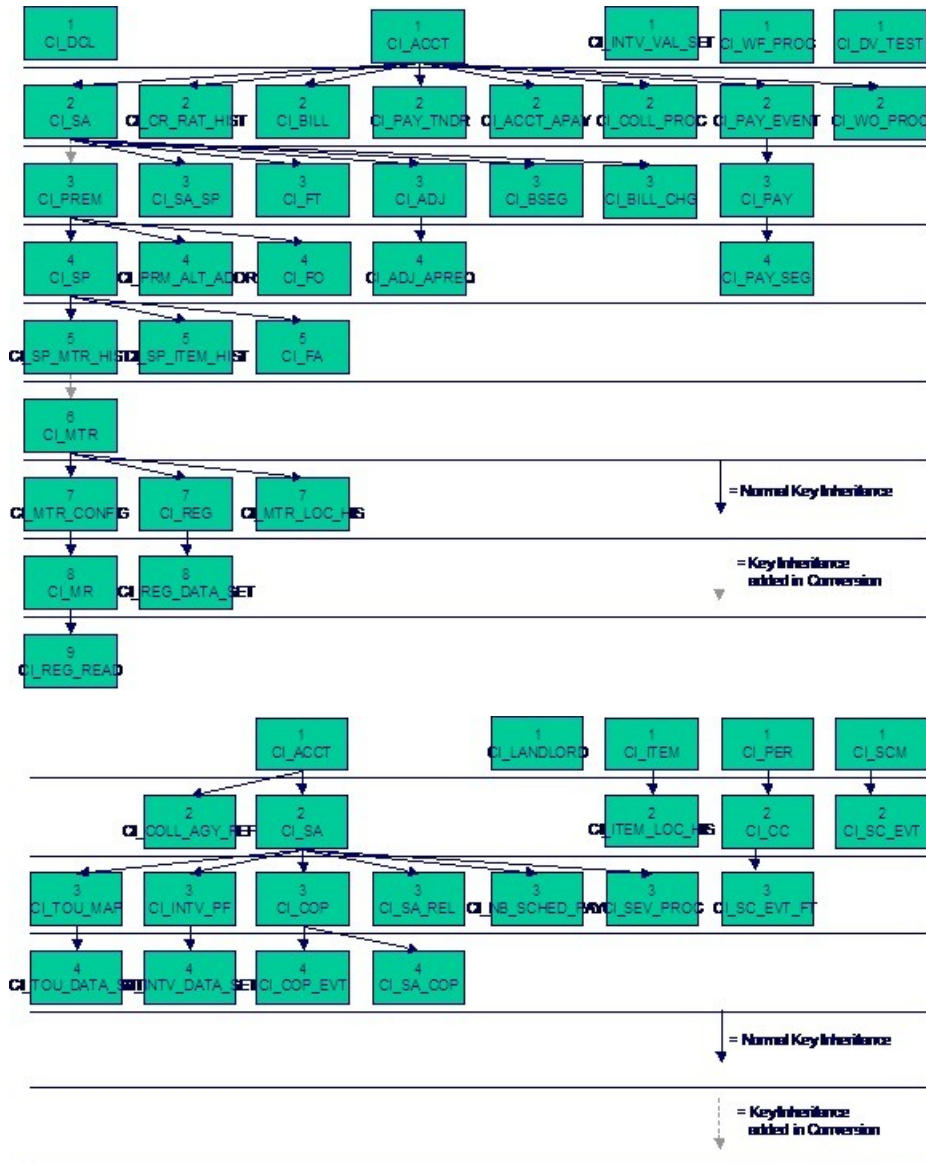 1
CI_DCL
1
CI_ACCT
1
CI_INTV_VAL_SET
1
CI_WF_PROC
1
CI_DV_TEST
2
CI_SA
2
CI_CR_RAT_HIST
2
CI_BILL
2
CI_PAY_TNDR
2
CI_ACCT_APAY
2
CI_COLL_PROC
2
CI_PAY_EVENT
2
CI_WO_PROC
3
CI_PREM
3
CI_SA_SP
3
CI_FT
3
CI_ADJ
3
CI_BSEG
3
CI_BILL_CHG
3
CI_PAY
4
CI_SP
4
CI_PRM_ALT_ADDR
4
CI_FO
4
CI_ADJ_APREQ
4
CI_PAY_SEG
5
CI_SP_MTR_HIST
5
CI_SP_ITEM_HIST
5
CI_FA
6
CI_MTR
7
CI_MTR_CONFIG
7
CI_REG
7
CI_MTR_LOC_HIS
= Normal Key Inheritance
8
CI_MR
8
CI_REG_DATA_SET
= Key Inheritance
added in Conversion
9
CI_REG_READ
1
CI_ACCT
1
CI_LANDLORD
1
CI_ITEM
1
CI_PER
1
CI_SCM
2
CI_COLL_AGY_REF
2
CI_SA
2
CI_ITEM_LOC_HIS
2
CI_CC
2
CI_SC_EVT
3
CI_TOU_MAP
3
CI_INTV_PF
3
CI_COP
3
CI_SA_REL
3
CI_NB_SCHED_PAY
3
CI_SEV_PROC
3
CI_SC_EVT_FT
4
CI_TOU_DATA_SET
4
CI_INTV_DATA_SET
4
CI_COP_EVT
4
CI_SA_COP
= Normal Key Inheritance
= Key Inheritance
added in Conversion